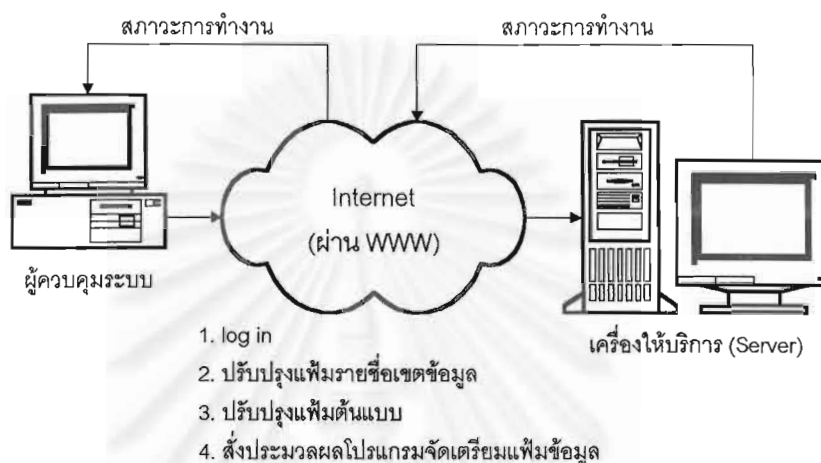 สภาวะการทำงาน
สภาวะการทำงาน
Internet
(ผ่าน WWW)
ผู้ควบคุมระบบ
เครื่องให้บริการ (Server)
1. log in
2. ปรับปรุงแฟ้มรายชื่อเขตข้อมูล
3. ปรับปรุงแฟ้มต้นแบบ
4. สั่งประมวลผลโปรแกรมจัดเตรียมแฟ้มข้อมูล